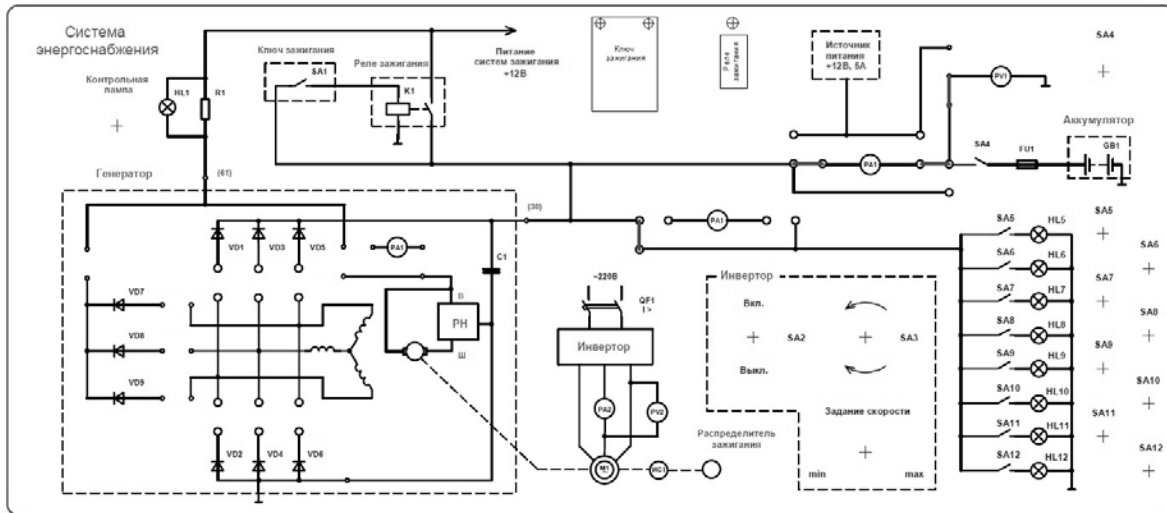 Система
энергоснабжения
Контрольная
лампа
HL1
R1
Ключ зажигания
SA1
Реле зажигания
K1
Питание
систем зажигания
+12В
Ключ
зажигания
Реле
зажигания
Источник
питания
+12В, 5А
PV1
SA4
Аккумулятор
PA1
SA4
FU1
GB1
Генератор
(61)
(30)
VD1
VD3
VD5
PA1
C1
VD7
VD8
VD9
В
РН
Ш
VD2
VD4
VD6
PA1
~220В
QF1
I >
Инвертор
PA2
PV2
M1
~
ИС1
Распределитель
зажигания
Инвертор
Вкл.
SA2
SA3
Выкл.
Задание скорости
min
max
SA5
HL5
SA6
HL6
SA7
HL7
SA8
HL8
SA9
HL9
SA10
HL10
SA11
HL11
SA12
HL12
SA5
SA6
SA7
SA8
SA9
SA10
SA11
SA12